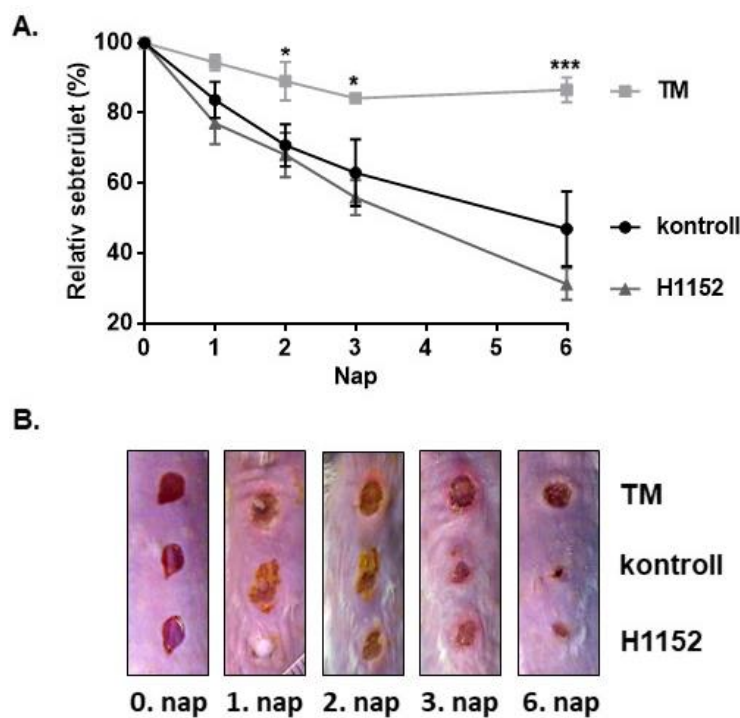 A.
Relatív sebterület (%)
100
80
60
40
20
0 1 2 3 4 5 6
Nap
* * ***
TM
kontroll
H1152
B.
TM
kontroll
H1152
0. nap 1. nap 2. nap 3. nap 6. nap